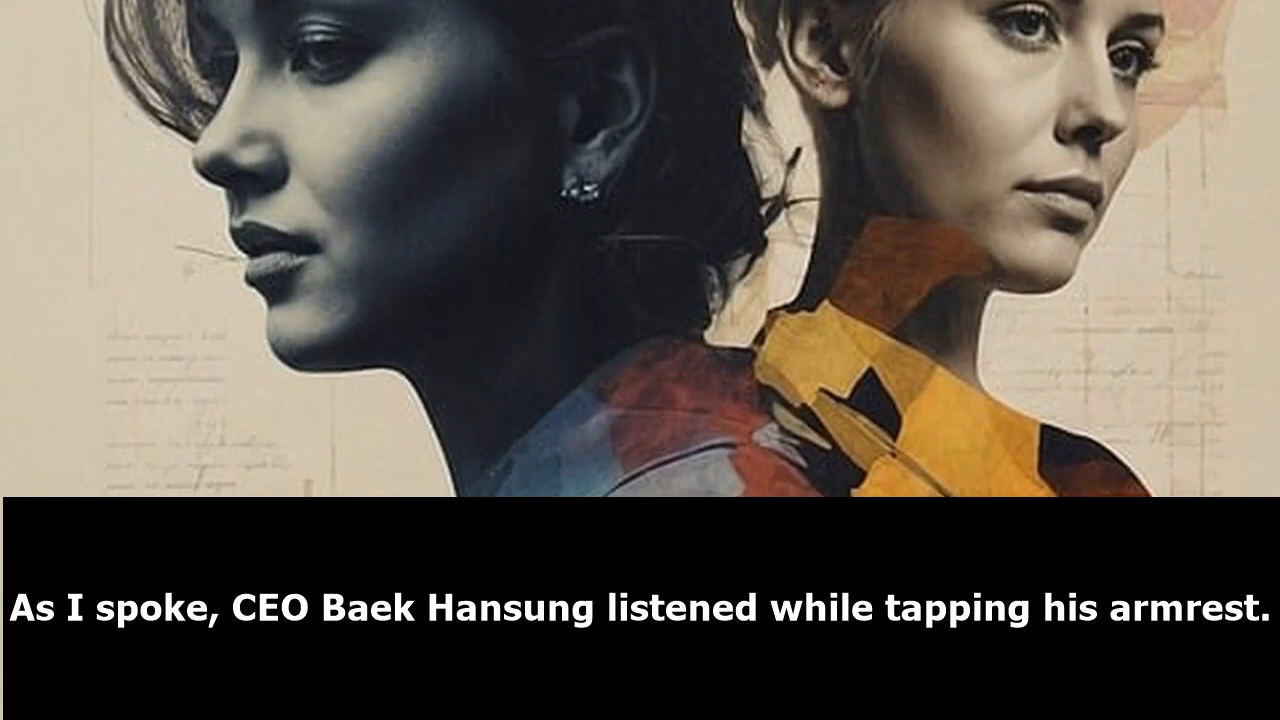 As I spoke, CEO Baek Hansung listened while tapping his armrest.